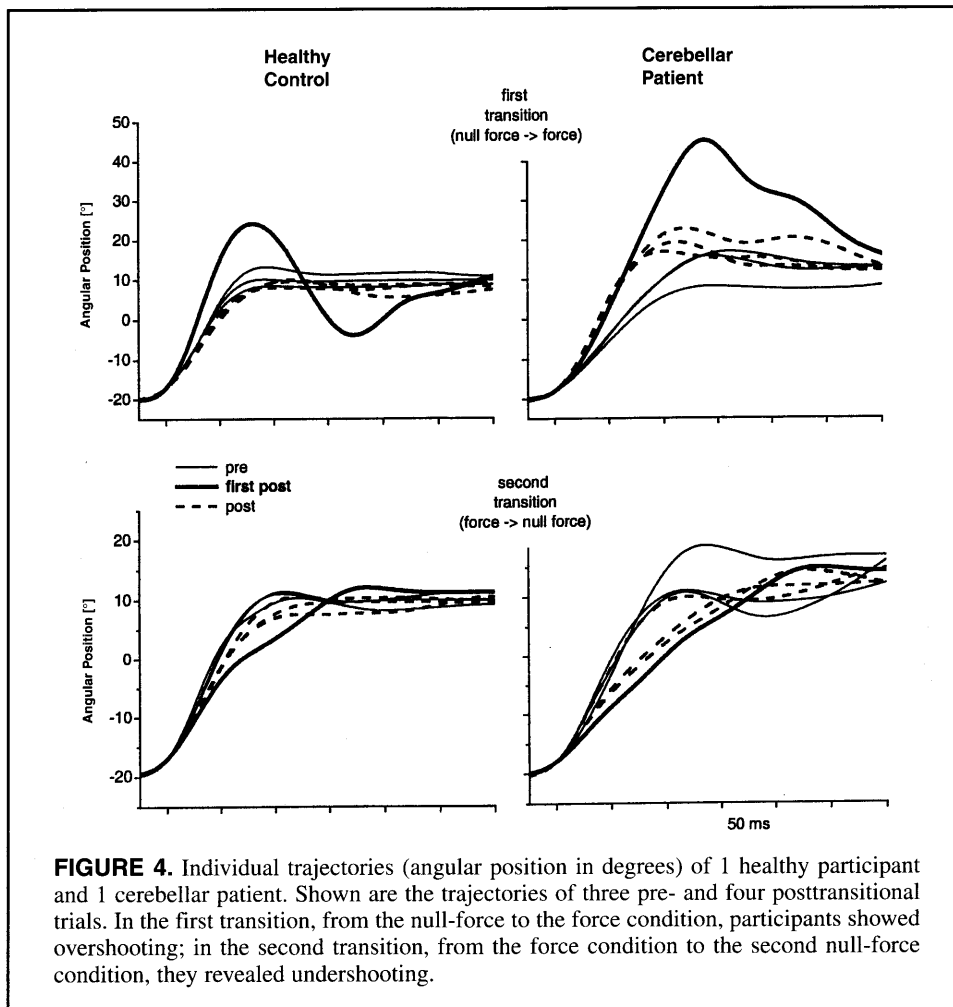 Healthy
Control
Cerebellar
Patient
first
transition
(null force -> force)
50
40
30
20
10
0
-10
-20
Angular Position [°]
pre
first post
post
second
transition
(force -> null force)
20
10
0
-10
-20
Angular Position [°]
50 ms
FIGURE 4. Individual trajectories (angular position in degrees) of 1 healthy participant
and 1 cerebellar patient. Shown are the trajectories of three pre- and four posttransitional
trials. In the first transition, from the null-force to the force condition, participants showed
overshooting; in the second transition, from the force condition to the second null-force
condition, they revealed undershooting.